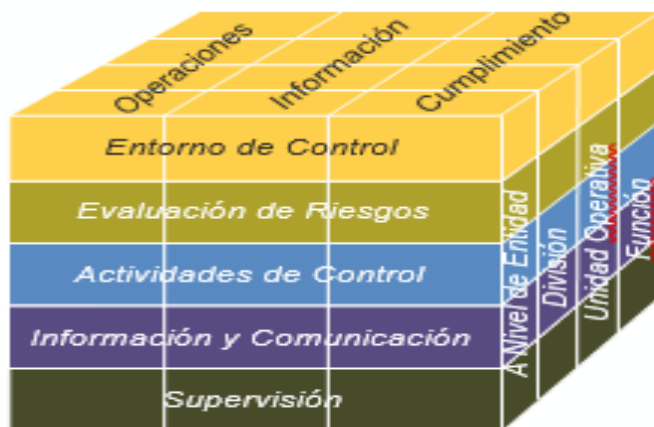 Operaciones
Información
Cumplimiento
Entorno de Control
Evaluación de Riesgos
Actividades de Control
Información y Comunicación
Supervisión
A Nivel de Entidad
División
Unidad Operativa
Función